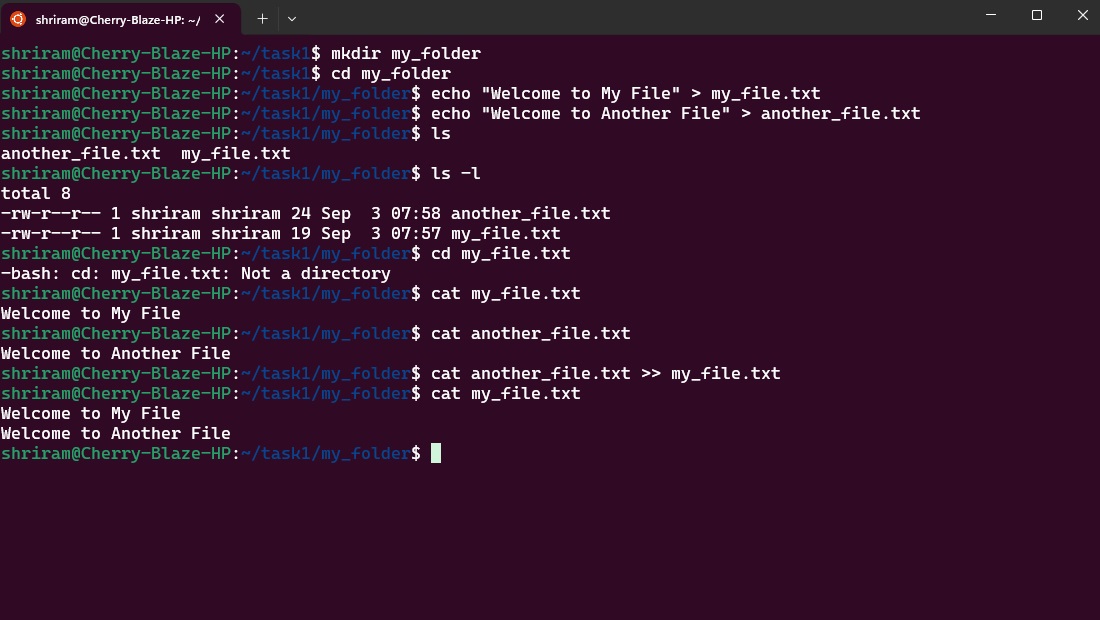 shriram@Cherry-Blaze-HP: ~/
shriram@Cherry-Blaze-HP:~/task1$ mkdir my_folder
shriram@Cherry-Blaze-HP:~/task1$ cd my_folder
shriram@Cherry-Blaze-HP:~/task1/my_folder$ echo "Welcome to My File" > my_file.txt
shriram@Cherry-Blaze-HP:~/task1/my_folder$ echo "Welcome to Another File" > another_file.txt
shriram@Cherry-Blaze-HP:~/task1/my_folder$ ls
another_file.txt  my_file.txt
shriram@Cherry-Blaze-HP:~/task1/my_folder$ ls -l
total 8
-rw-r--r-- 1 shriram shriram 24 Sep  3 07:58 another_file.txt
-rw-r--r-- 1 shriram shriram 19 Sep  3 07:57 my_file.txt
shriram@Cherry-Blaze-HP:~/task1/my_folder$ cd my_file.txt
-bash: cd: my_file.txt: Not a directory
shriram@Cherry-Blaze-HP:~/task1/my_folder$ cat my_file.txt
Welcome to My File
shriram@Cherry-Blaze-HP:~/task1/my_folder$ cat another_file.txt
Welcome to Another File
shriram@Cherry-Blaze-HP:~/task1/my_folder$ cat another_file.txt >> my_file.txt
shriram@Cherry-Blaze-HP:~/task1/my_folder$ cat my_file.txt
Welcome to My File
Welcome to Another File
shriram@Cherry-Blaze-HP:~/task1/my_folder$